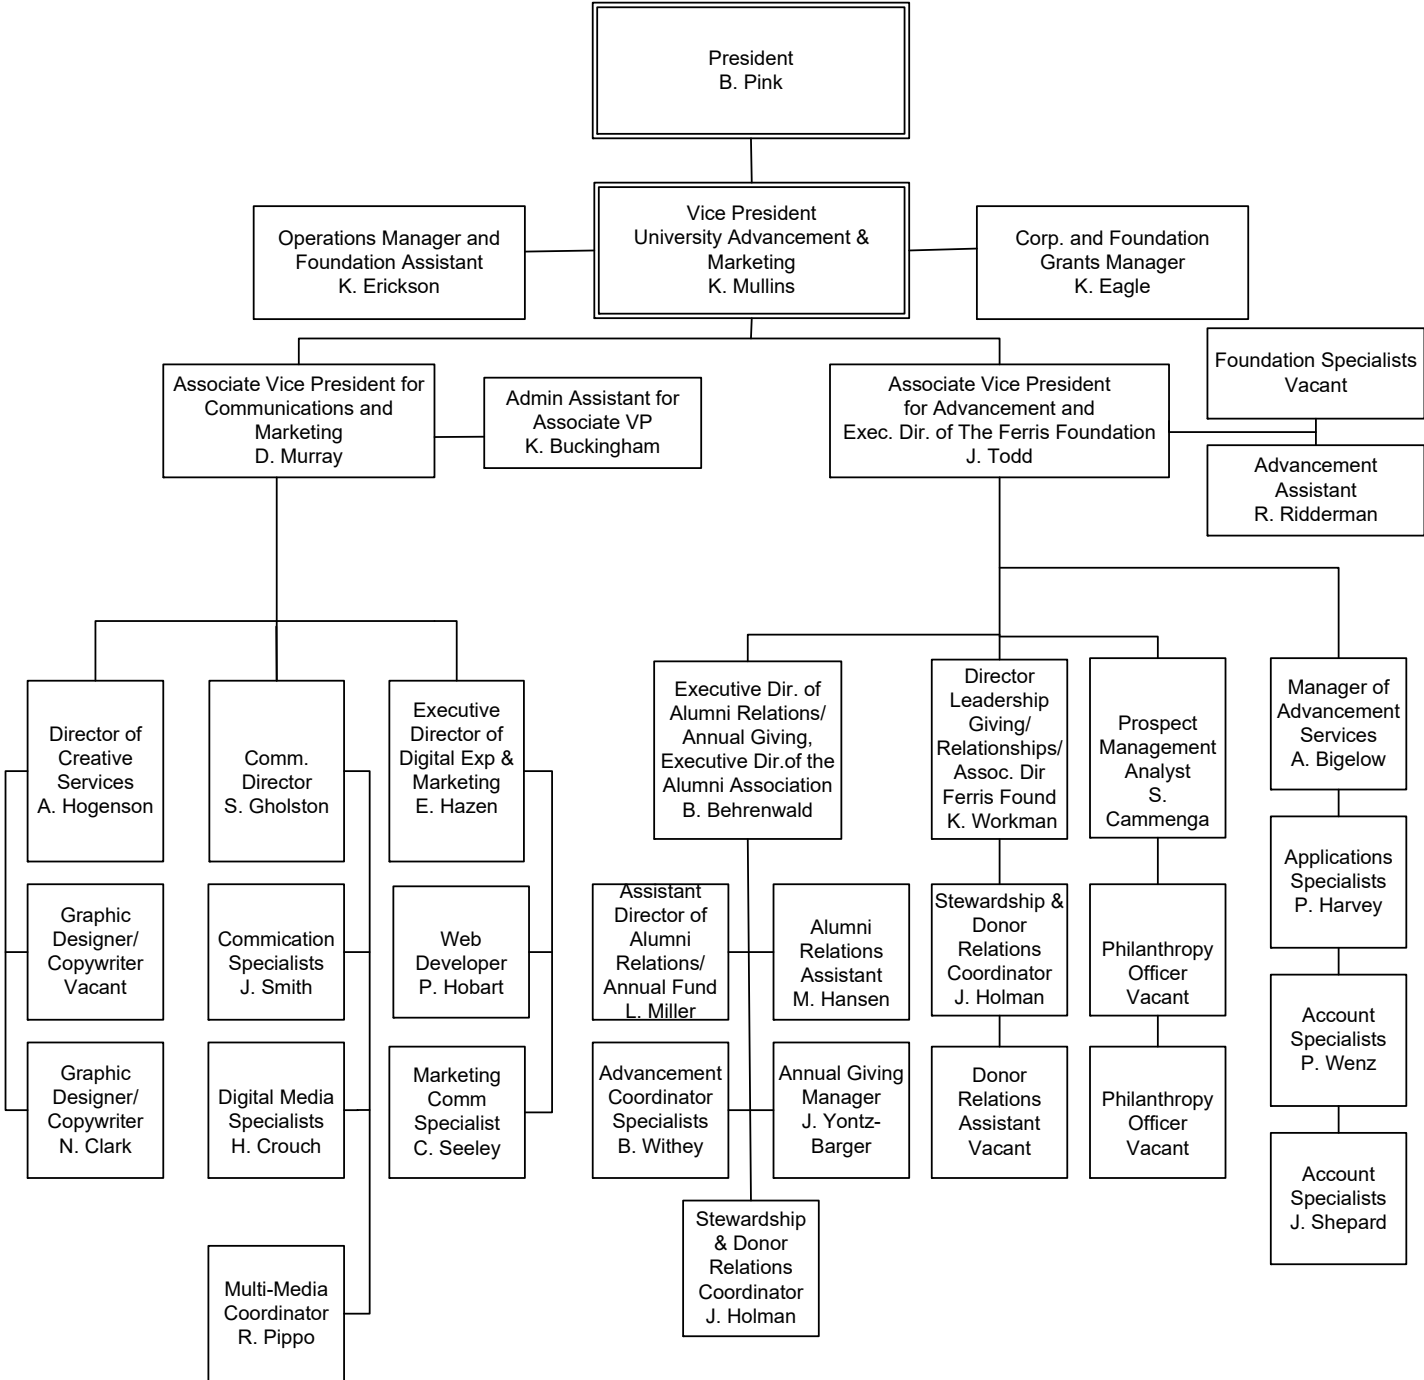 President
B. Pink
Vice President
University Advancement &
Marketing
K. Mullins
Operations Manager and
Foundation Assistant
K. Erickson
Corp. and Foundation
Grants Manager
K. Eagle
Foundation Specialists
Vacant
Associate Vice President for
Communications and
Marketing
D. Murray
Admin Assistant for
Associate VP
K. Buckingham
Associate Vice President
for Advancement and
Exec. Dir. of The Ferris Foundation
J. Todd
Advancement
Assistant
R. Ridderman
Director of
Creative
Services
A. Hogenson
Comm.
Director
S. Gholston
Executive
Director of
Digital Exp &
Marketing
E. Hazen
Executive Dir. of
Alumni Relations/
Annual Giving,
Executive Dir.of the
Alumni Association
B. Behrenwald
Director
Leadership
Giving/
Relationships/
Assoc. Dir
Ferris Found
K. Workman
Prospect
Management
Analyst
S.
Cammenga
Manager of
Advancement
Services
A. Bigelow
Applications
Specialists
P. Harvey
Graphic
Designer/
Copywriter
Vacant
Commication
Specialists
J. Smith
Web
Developer
P. Hobart
Assistant
Director of
Alumni
Relations/
Annual Fund
L. Miller
Alumni
Relations
Assistant
M. Hansen
Stewardship &
Donor
Relations
Coordinator
J. Holman
Philanthropy
Officer
Vacant
Account
Specialists
P. Wenz
Graphic
Designer/
Copywriter
N. Clark
Digital Media
Specialists
H. Crouch
Marketing
Comm
Specialist
C. Seeley
Advancement
Coordinator
Specialists
B. Withey
Annual Giving
Manager
J. Yontz-
Barger
Donor
Relations
Assistant
Vacant
Philanthropy
Officer
Vacant
Account
Specialists
J. Shepard
Stewardship
& Donor
Relations
Coordinator
J. Holman
Multi-Media
Coordinator
R. Pippo